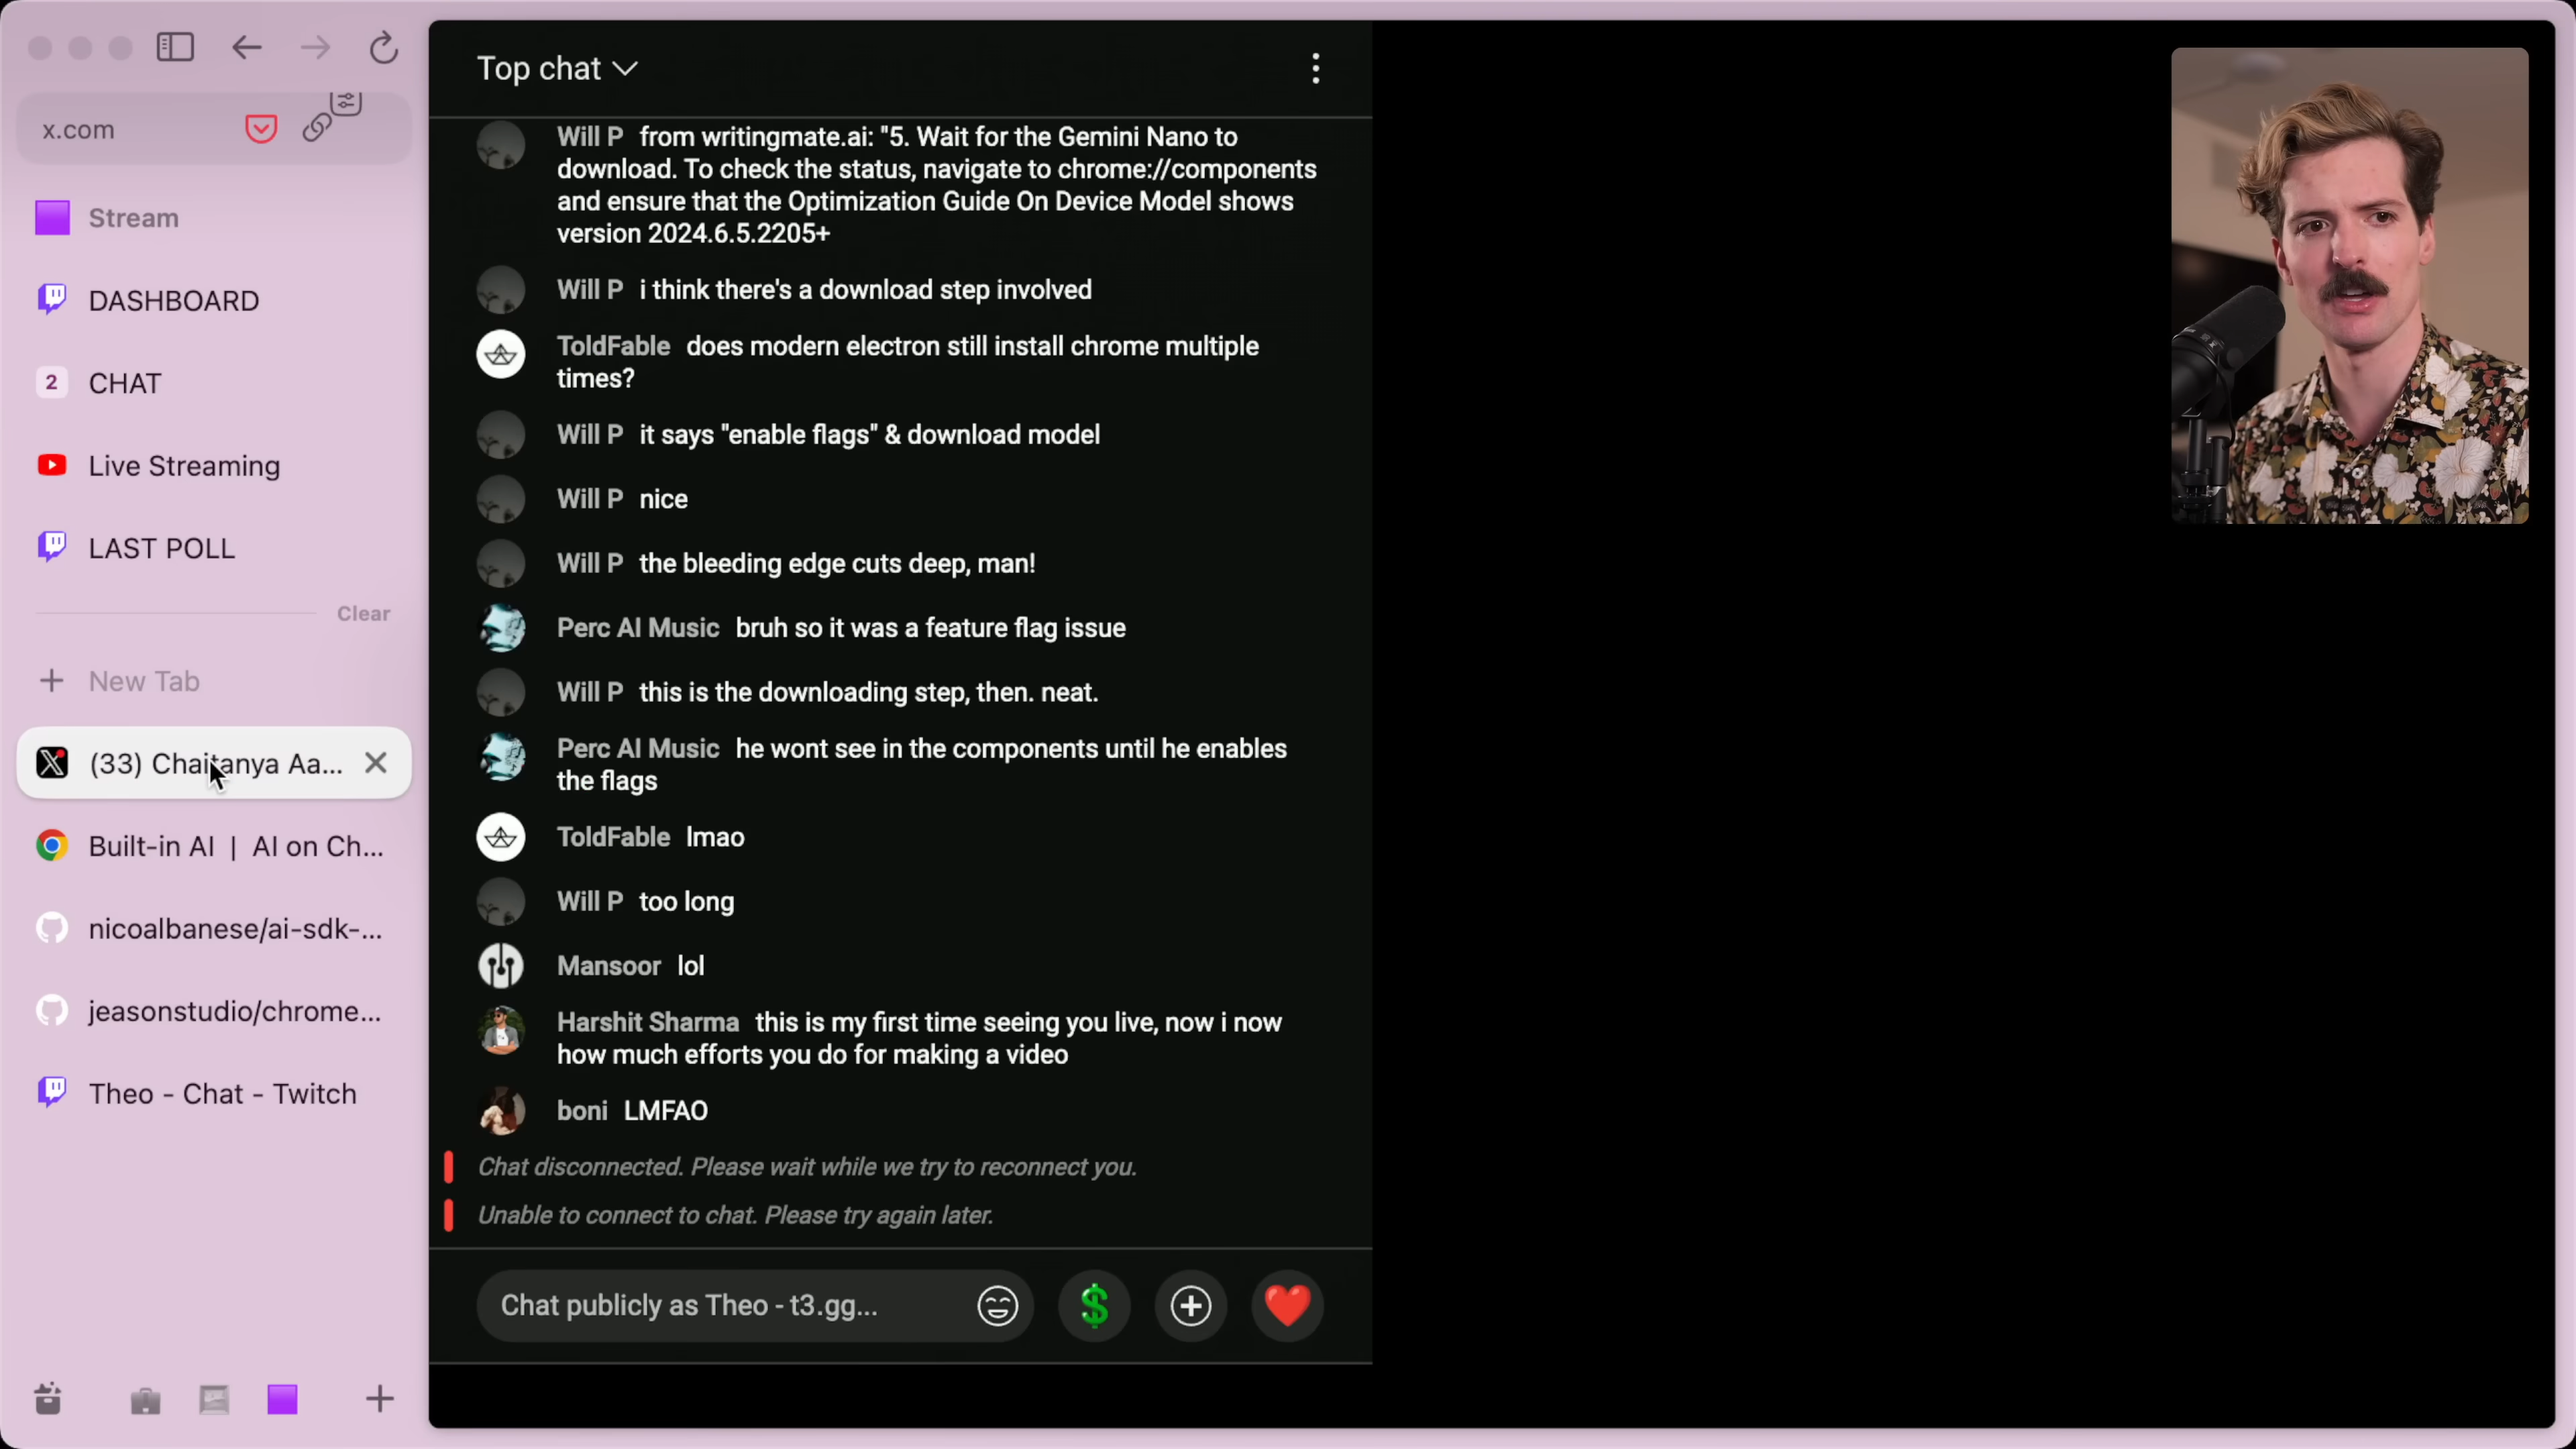 x.com
Stream
DASHBOARD
2 CHAT
Live Streaming
LAST POLL
Clear
New Tab
(33) Chaitanya Aa...
Built-in AI | AI on Ch...
nicoalbanese/ai-sdk-...
jeasonstudio/chrome...
Theo - Chat - Twitch
Top chat
Will P from writingmate.ai: "5. Wait for the Gemini Nano to
download. To check the status, navigate to chrome://components
and ensure that the Optimization Guide On Device Model shows
version 2024.6.5.2205+
Will P i think there's a download step involved
ToldFable does modern electron still install chrome multiple
times?
Will P it says "enable flags" & download model
Will P nice
Will P the bleeding edge cuts deep, man!
Perc AI Music bruh so it was a feature flag issue
Will P this is the downloading step, then. neat.
Perc AI Music he wont see in the components until he enables
the flags
ToldFable lmao
Will P too long
Mansoor lol
Harshit Sharma this is my first time seeing you live, now i now
how much efforts you do for making a video
boni LMFAO
Chat disconnected. Please wait while we try to reconnect you.
Unable to connect to chat. Please try again later.
Chat publicly as Theo - t3.gg...